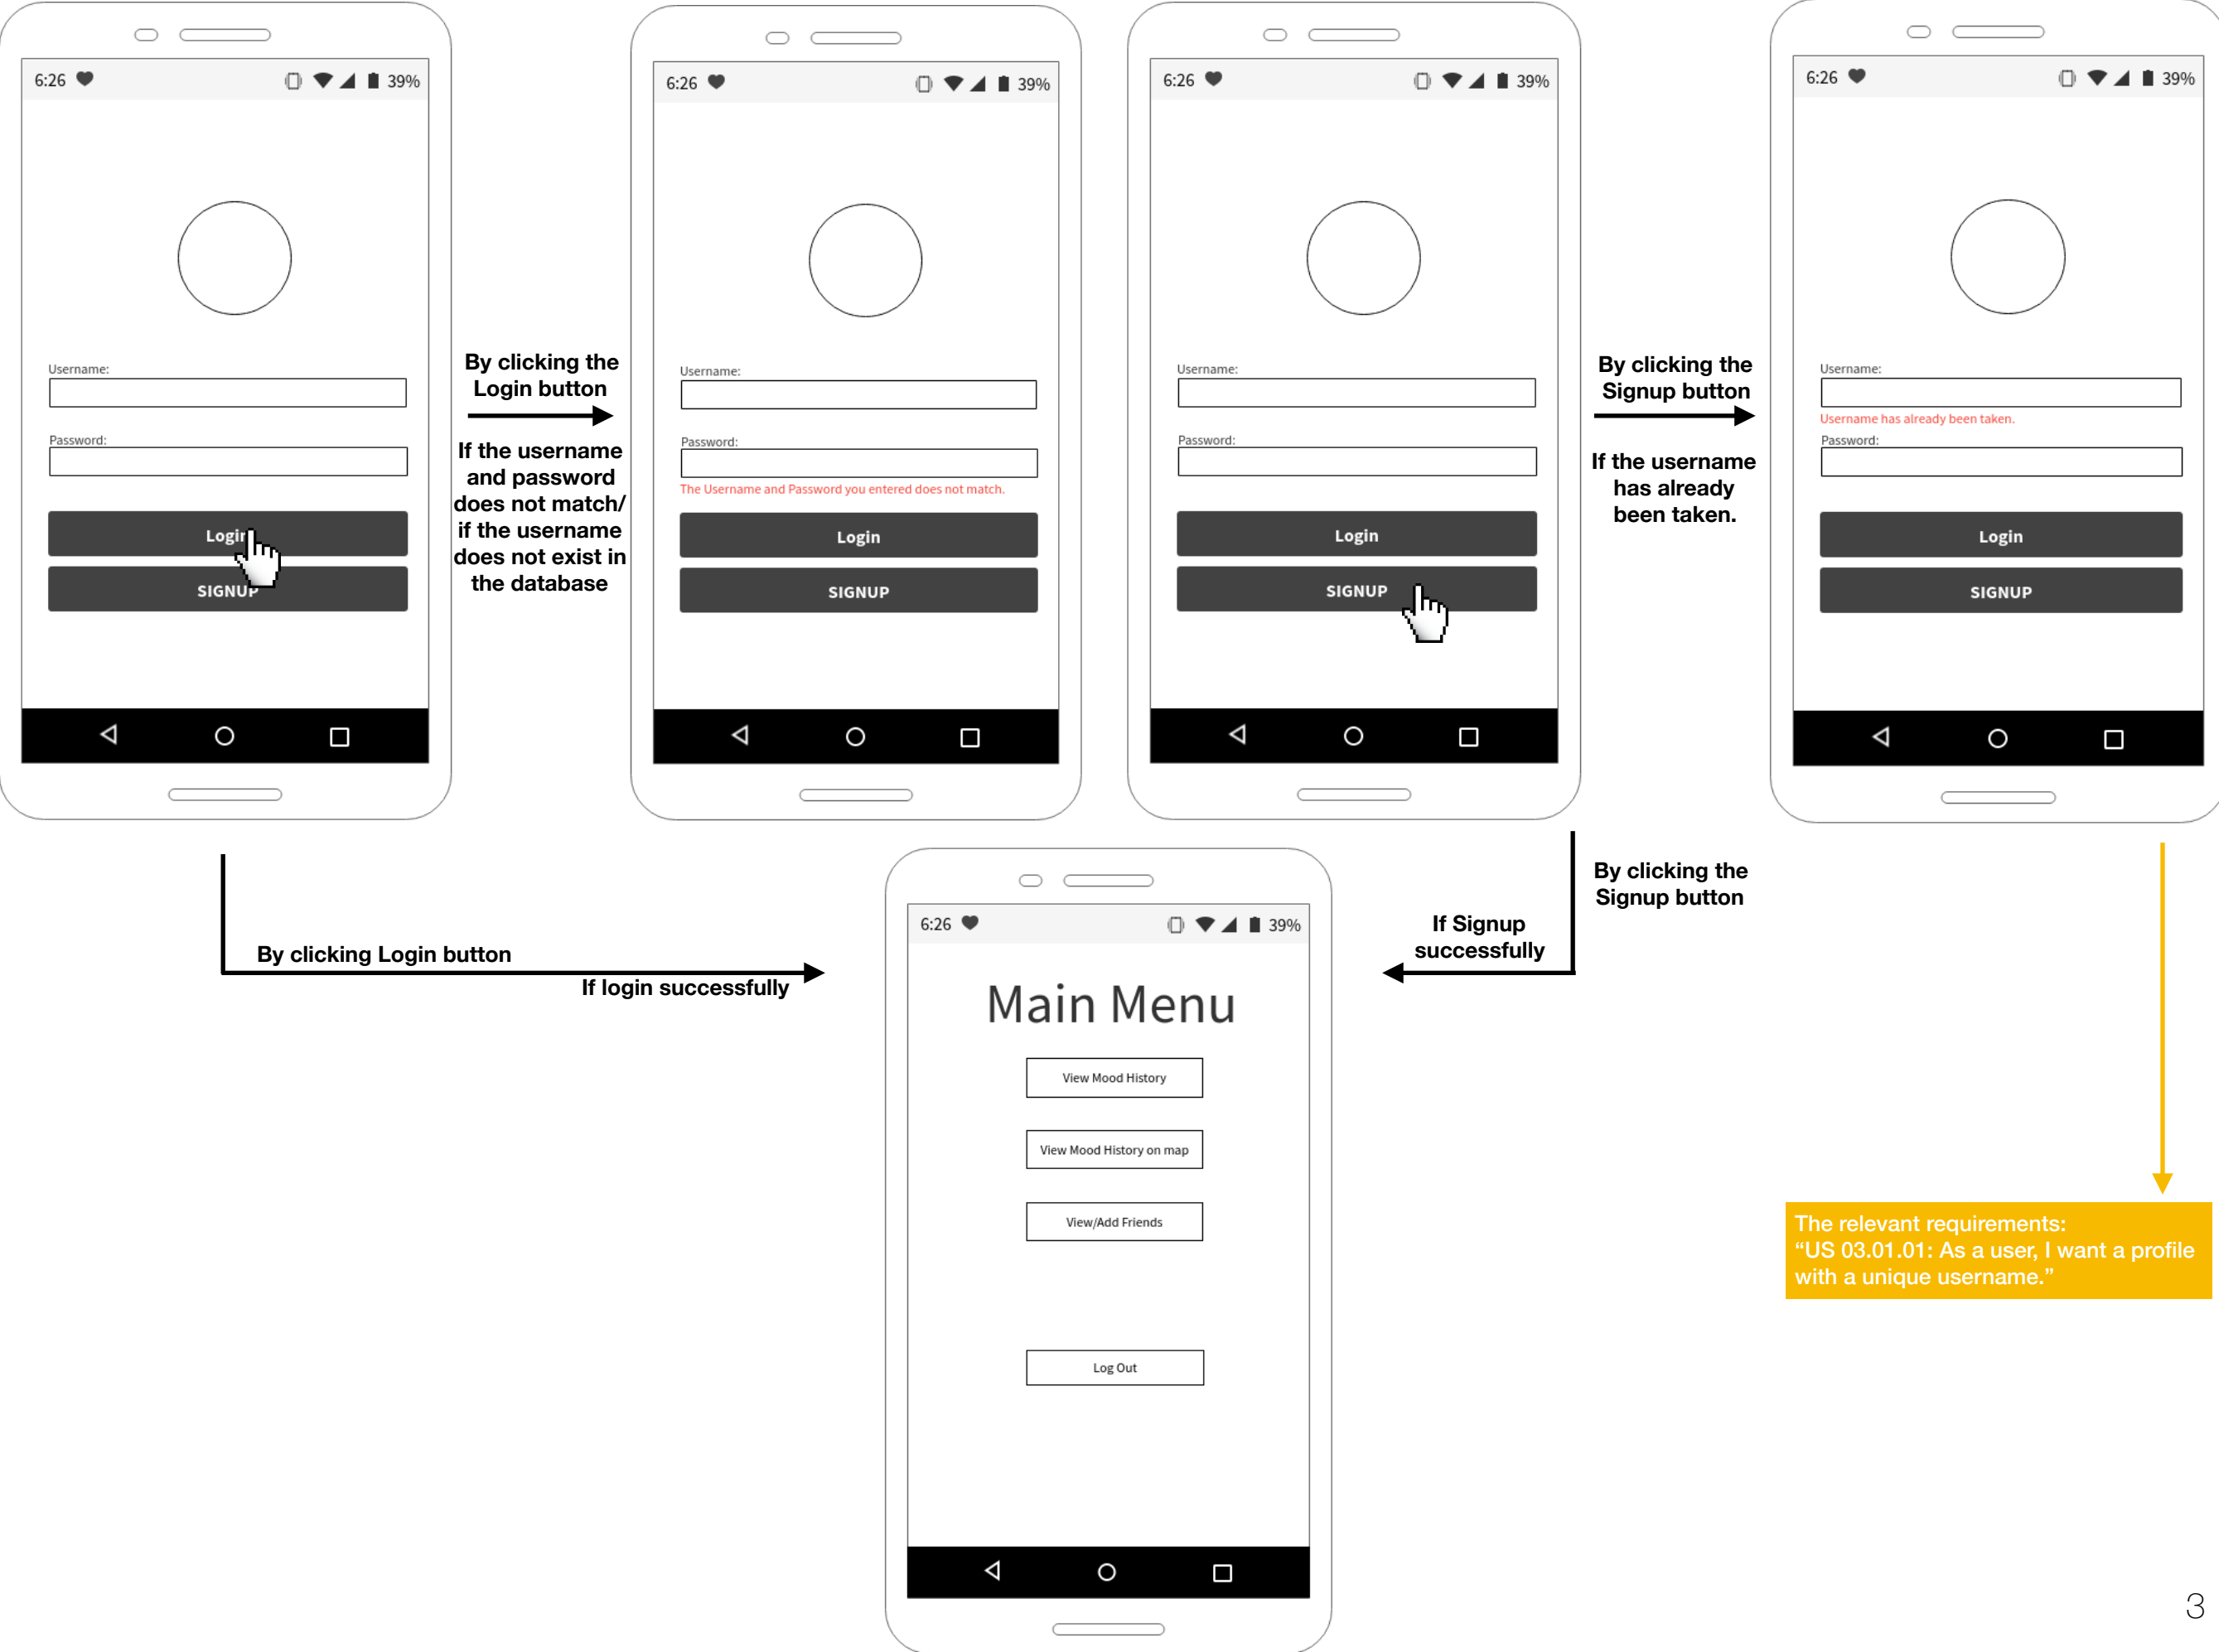 6:26
39%
Username:
Password:
Login
SIGNUP
By clicking the
Login button
If the username
and password
does not match/
if the username
does not exist in
the database
6:26
39%
Username:
Password:
The Username and Password you entered does not match.
Login
SIGNUP
6:26
39%
Username:
Password:
Login
SIGNUP
By clicking the
Signup button
If the username
has already
been taken.
6:26
39%
Username:
Username has already been taken.
Password:
Login
SIGNUP
By clicking Login button
If login successfully
6:26
39%
Main Menu
View Mood History
View Mood History on map
View/Add Friends
Log Out
If Signup
successfully
By clicking the
Signup button
The relevant requirements:
“US 03.01.01: As a user, I want a profile
with a unique username.”
3